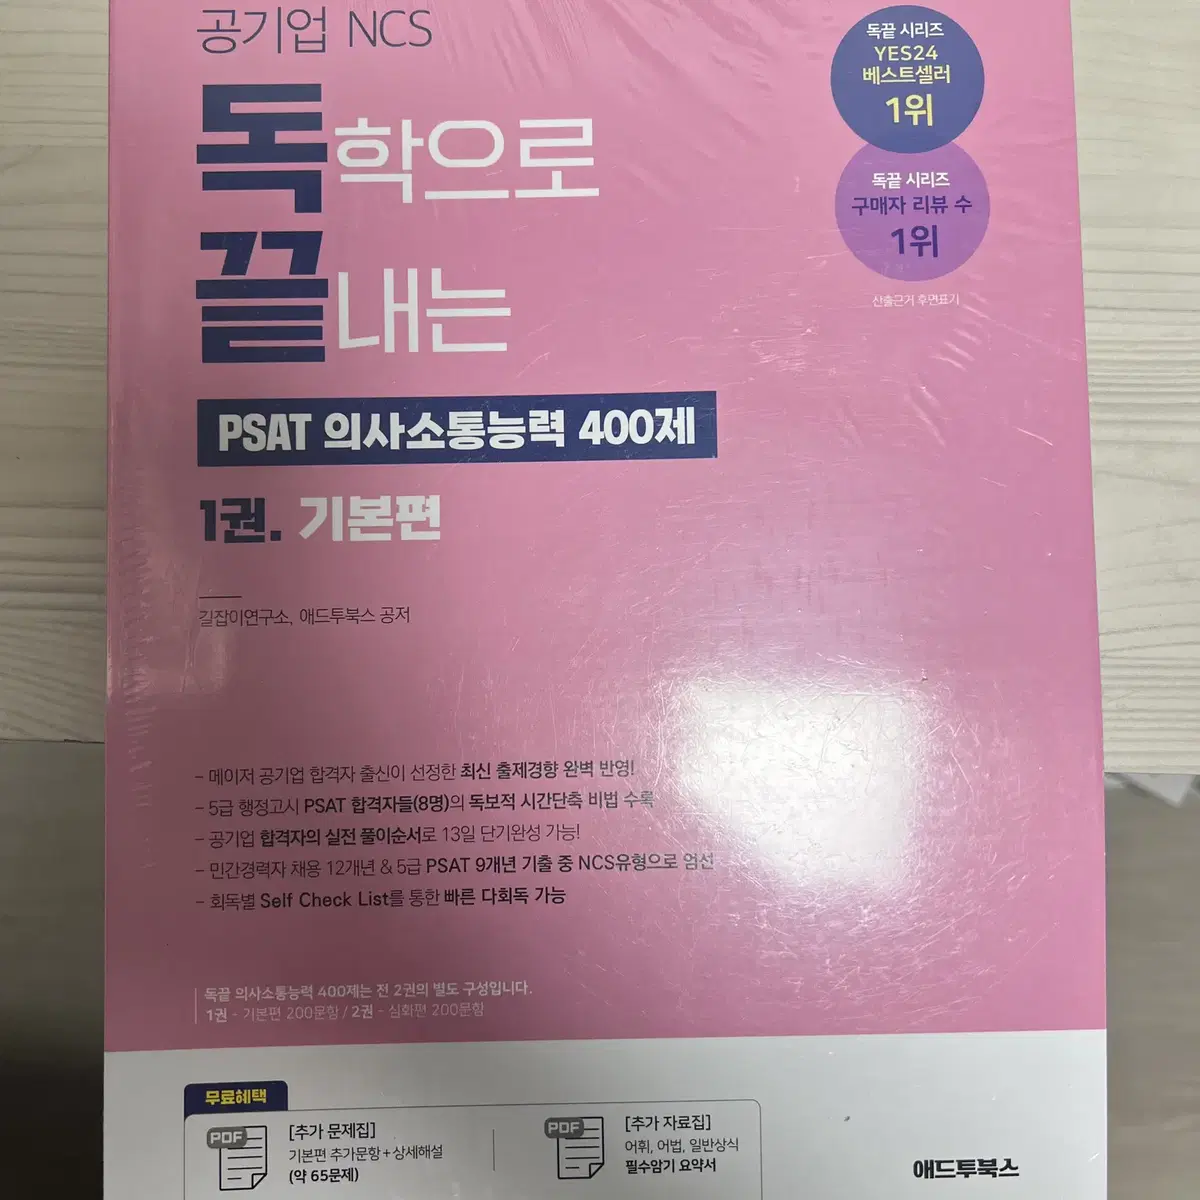 공기업 NCS
독학으로
끝내는
PSAT 의사소통능력 400제
1권. 기본편
길잡이연구소, 애드투북스 공저
독끝 시리즈
YES24
베스트셀러
1위
독끝 시리즈
구매자 리뷰 수
1위
산출근거 후면표기
- 메이저 공기업 합격자 출신이 선정한 최신 출제경향 완벽 반영!
- 5급 행정고시 PSAT 합격자들(8명)의 독보적 시간단축 비법 수록
- 공기업 합격자의 실전 풀이순서로 13일 단기완성 가능!
- 민간경력자 채용 12개년 & 5급 PSAT 9개년 기출 중 NCS유형으로 엄선
- 회독별 Self Check List를 통한 빠른 다회독 가능
독끝 의사소통능력 400제는 전 2권의 별도 구성입니다.
1권 - 기본편 200문항 / 2권 - 심화편 200문항
무료혜택
PDF
[추가 문제집]
기본편 추가문항+상세해설
(약 65문제)
PDF
[추가 자료집]
어휘, 어법, 일반상식
필수암기 요약서
애드투북스